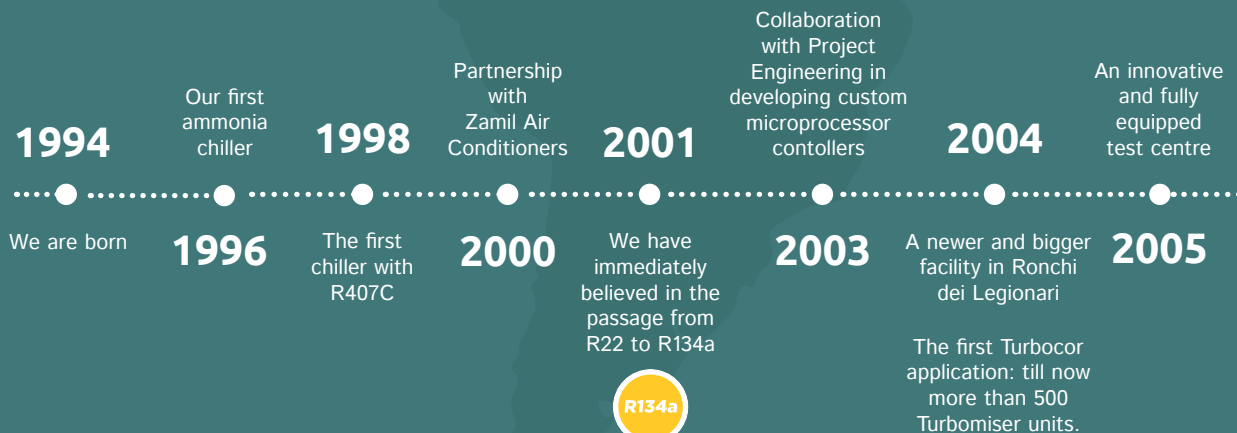 1994
We are born
Our first
ammonia
chiller
1996
1998
The first
chiller with
R407C
Partnership
with
Zamil Air
Conditioners
2000
2001
We have
immediately
believed in the
passage from
R22 to R134a
R134a
Collaboration
with Project
Engineering in
developing custom
microprocessor
contollers
2003
2004
A newer and bigger
facility in Ronchi
dei Legionari
The first Turbocor
application: till now
more than 500
Turbomiser units.
An innovative
and fully
equipped
test centre
2005